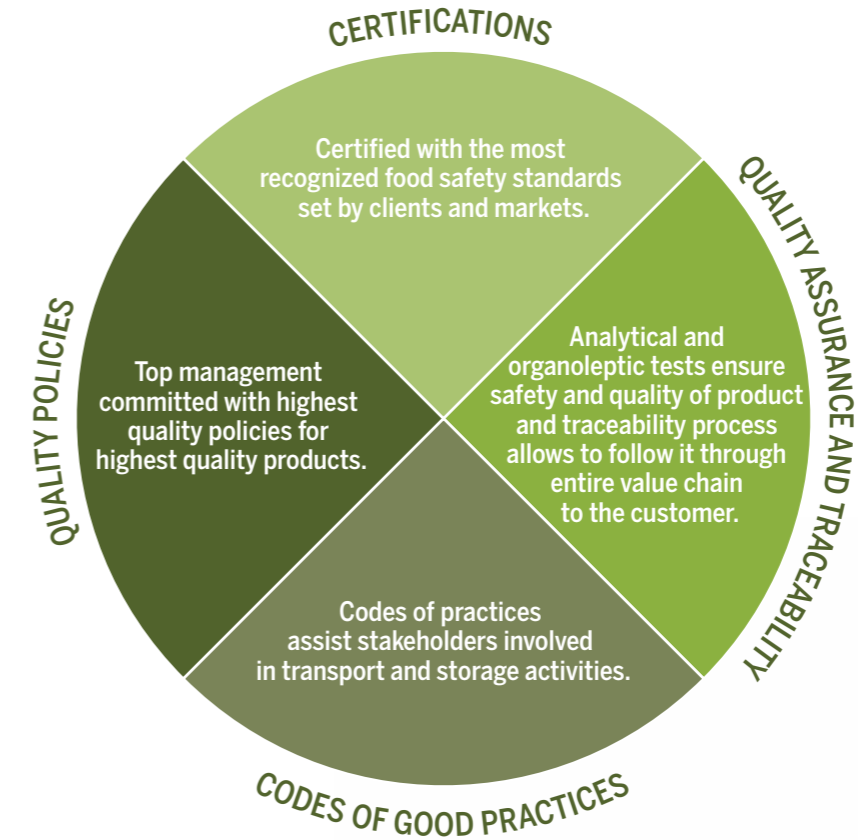 CERTIFICATIONS
Certified with the most
recognized food safety standards
set by clients and markets.
QUALITY ASSURANCE AND TRACEABILITY
Analytical and
organoleptic tests ensure
safety and quality of product
and traceability process
allows to follow it through
entire value chain
to the customer.
QUALITY POLICIES
Top management
committed with highest
quality policies for
highest quality products.
Codes of practices
assist stakeholders involved
in transport and storage activities.
CODES OF GOOD PRACTICES